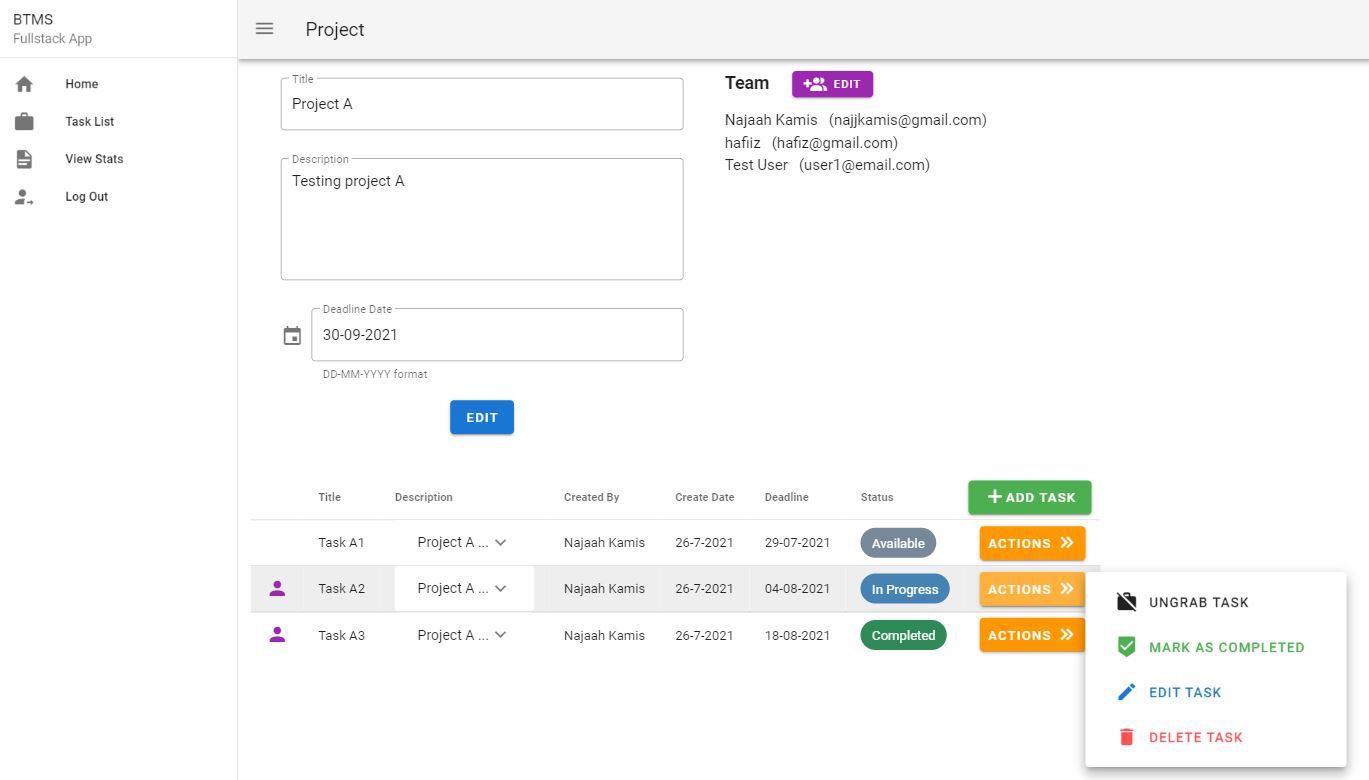 BTMS
Fullstack App
Home
Task List
View Stats
Log Out
Project
Title
Project A
Description
Testing project A
Deadline Date
30-09-2021
DD-MM-YYYY format
EDIT
Team EDIT
Najaah Kamis (najjkamis@gmail.com)
hafiiz (hafiz@gmail.com)
Test User (user1@email.com)
Title Description Created By Create Date Deadline Status ADD TASK
Task A1 Project A ... Najaah Kamis 26-7-2021 29-07-2021 Available ACTIONS
Task A2 Project A ... Najaah Kamis 26-7-2021 04-08-2021 In Progress ACTIONS
Task A3 Project A ... Najaah Kamis 26-7-2021 18-08-2021 Completed ACTIONS
UNGRAB TASK
MARK AS COMPLETED
EDIT TASK
DELETE TASK